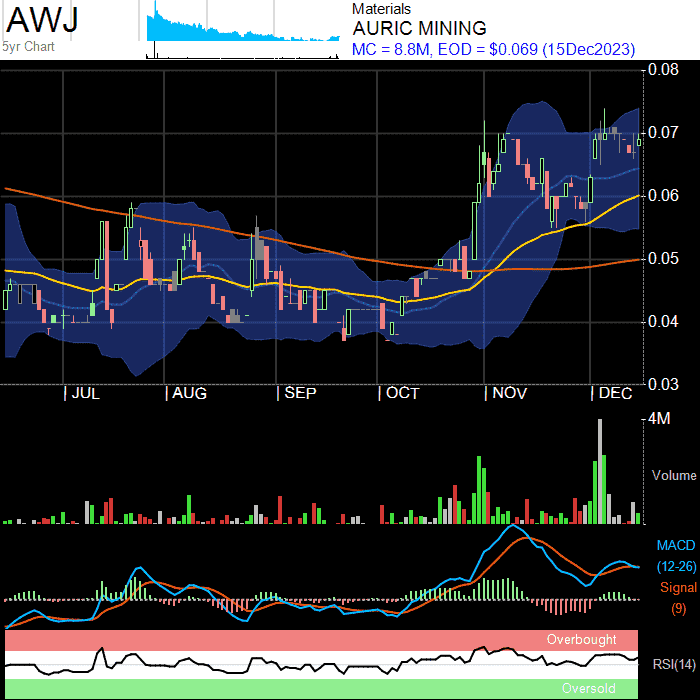 AWJ
5yr Chart
Materials
AURIC MINING
MC = 8.8M, EOD = $0.069 (15Dec2023)
0.08
0.07
0.06
0.05
0.04
0.03
JUL
AUG
SEP
OCT
NOV
DEC
4M
Volume
MACD
(12-26)
Signal
(9)
Overbought
RSI(14)
Oversold